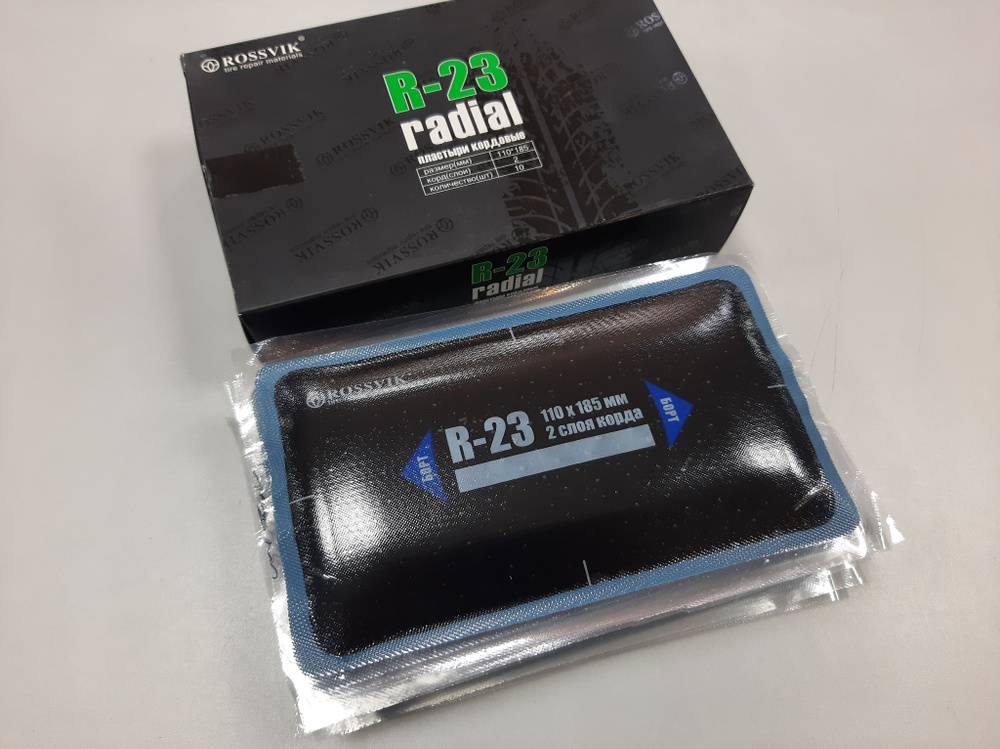 ROSSVIK®
tire repair materials
R-23
radial
пластыри кордовые
размер(мм) 110*185
корд(слои) 2
количество(шт) 10
R-23
radial
ROSSVIK
R-23 110 x 185 мм
2 слоя корда
БОРТ
БОРТ